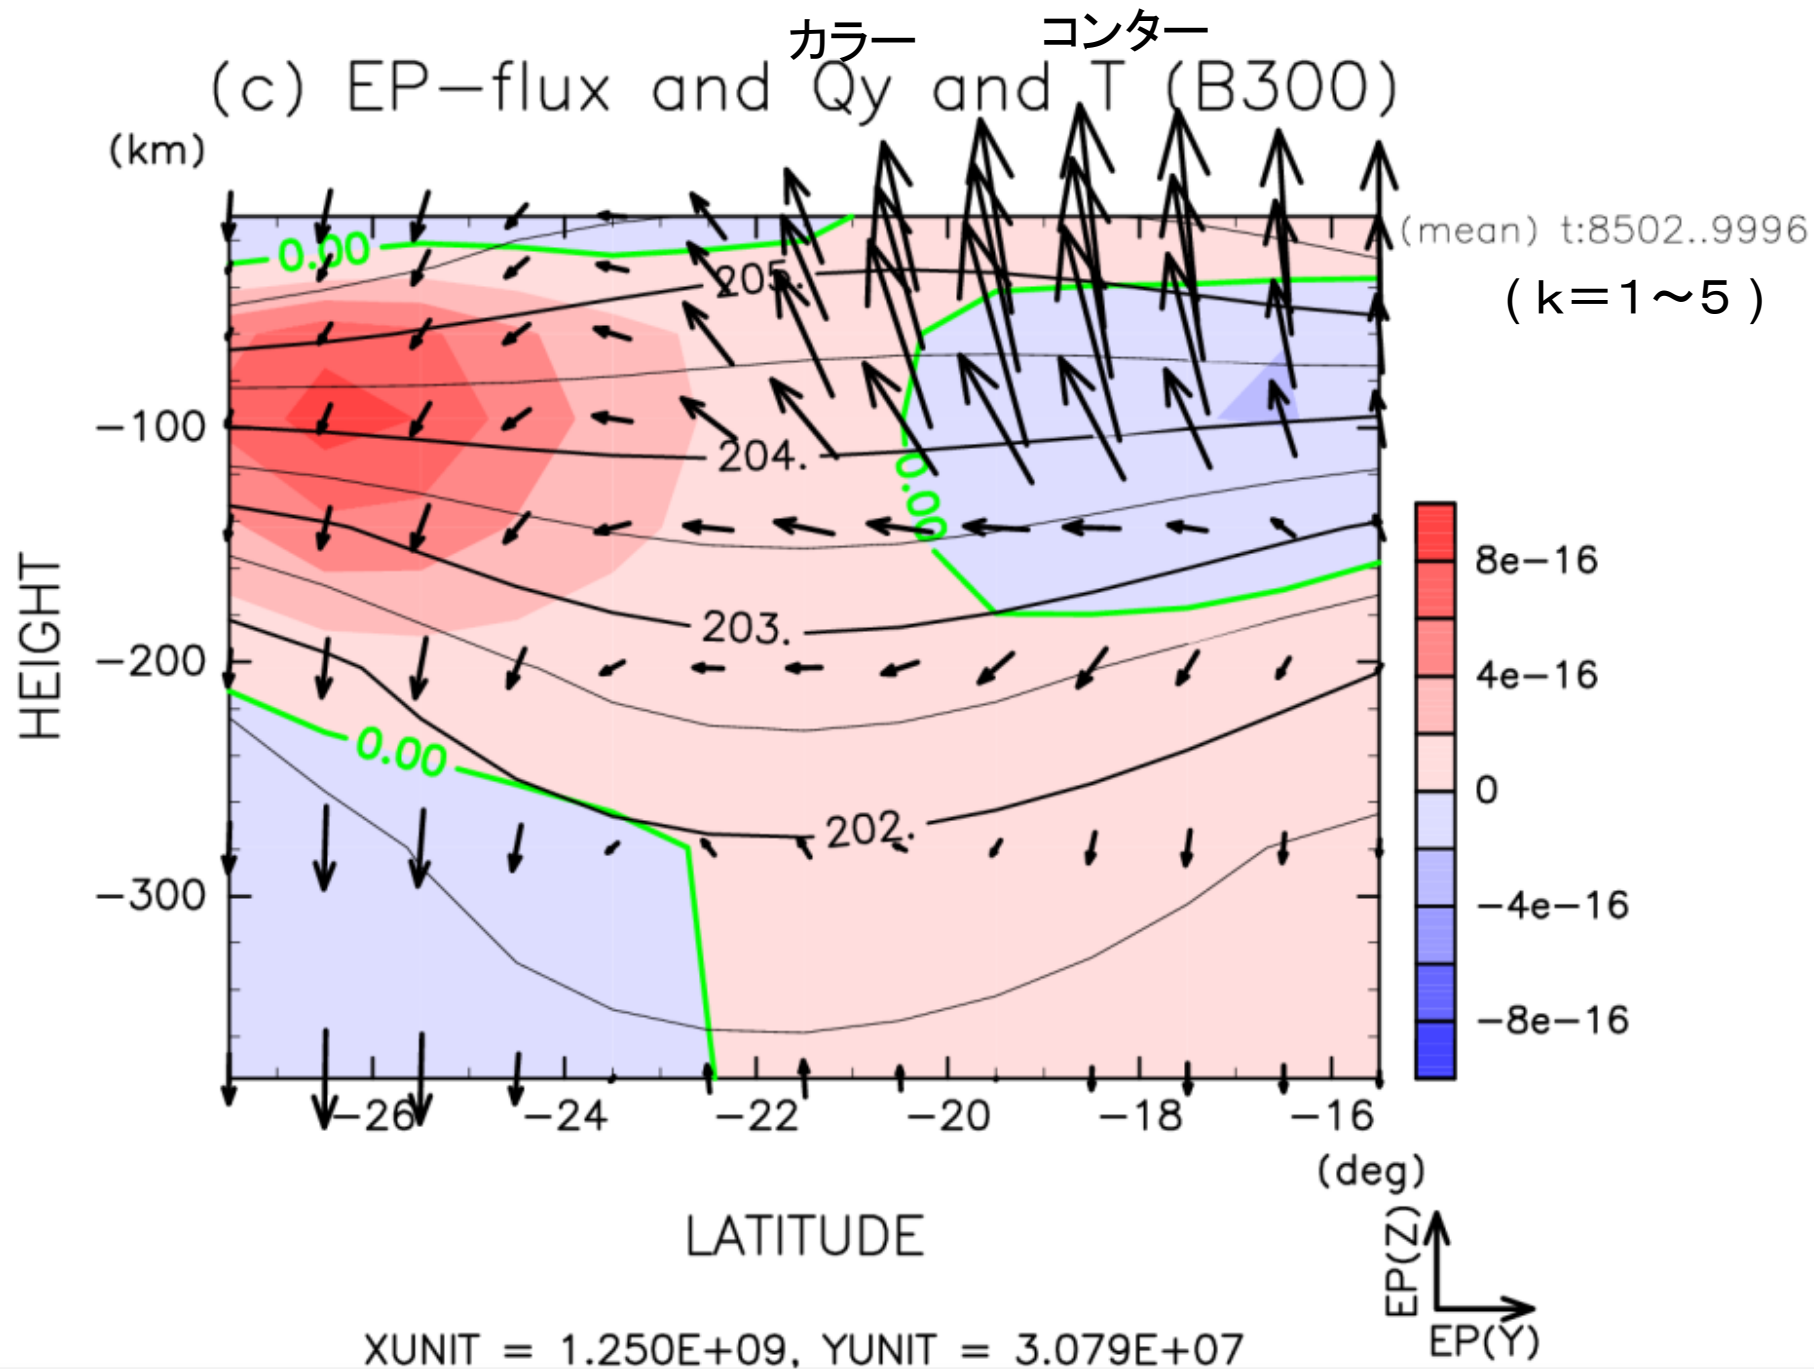 カラー コンター
(c) EP-flux and Qy and T (B300)
(km)
(mean) t:8502..9996
(k=1〜5)
0.00
205.
-100
204.
0.00
203.
-200
0.00
202.
-300
HEIGHT
8e-16
4e-16
0
-4e-16
-8e-16
-26 -24 -22 -20 -18 -16
(deg)
LATITUDE
EP(Z)
EP(Y)
XUNIT = 1.250E+09, YUNIT = 3.079E+07